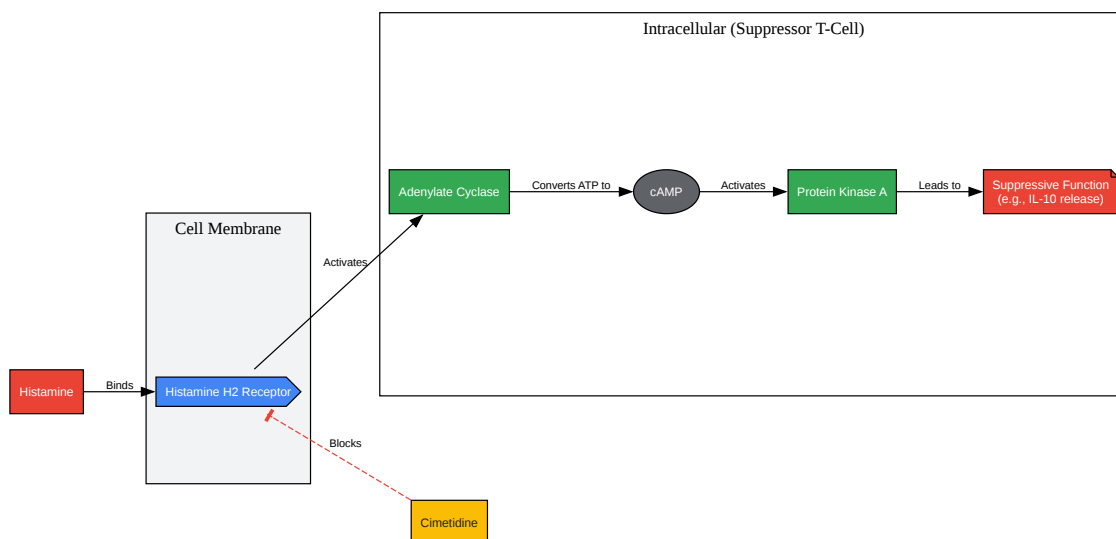 Intracellular (Suppressor T-Cell)
Adenylate Cyclase
Converts ATP to
cAMP
Activates
Protein Kinase A
Leads to
Suppressive Function
(e.g., IL-10 release)
Cell Membrane
Activates
Histamine
Binds
Histamine H2 Receptor
Blocks
Cimetidine